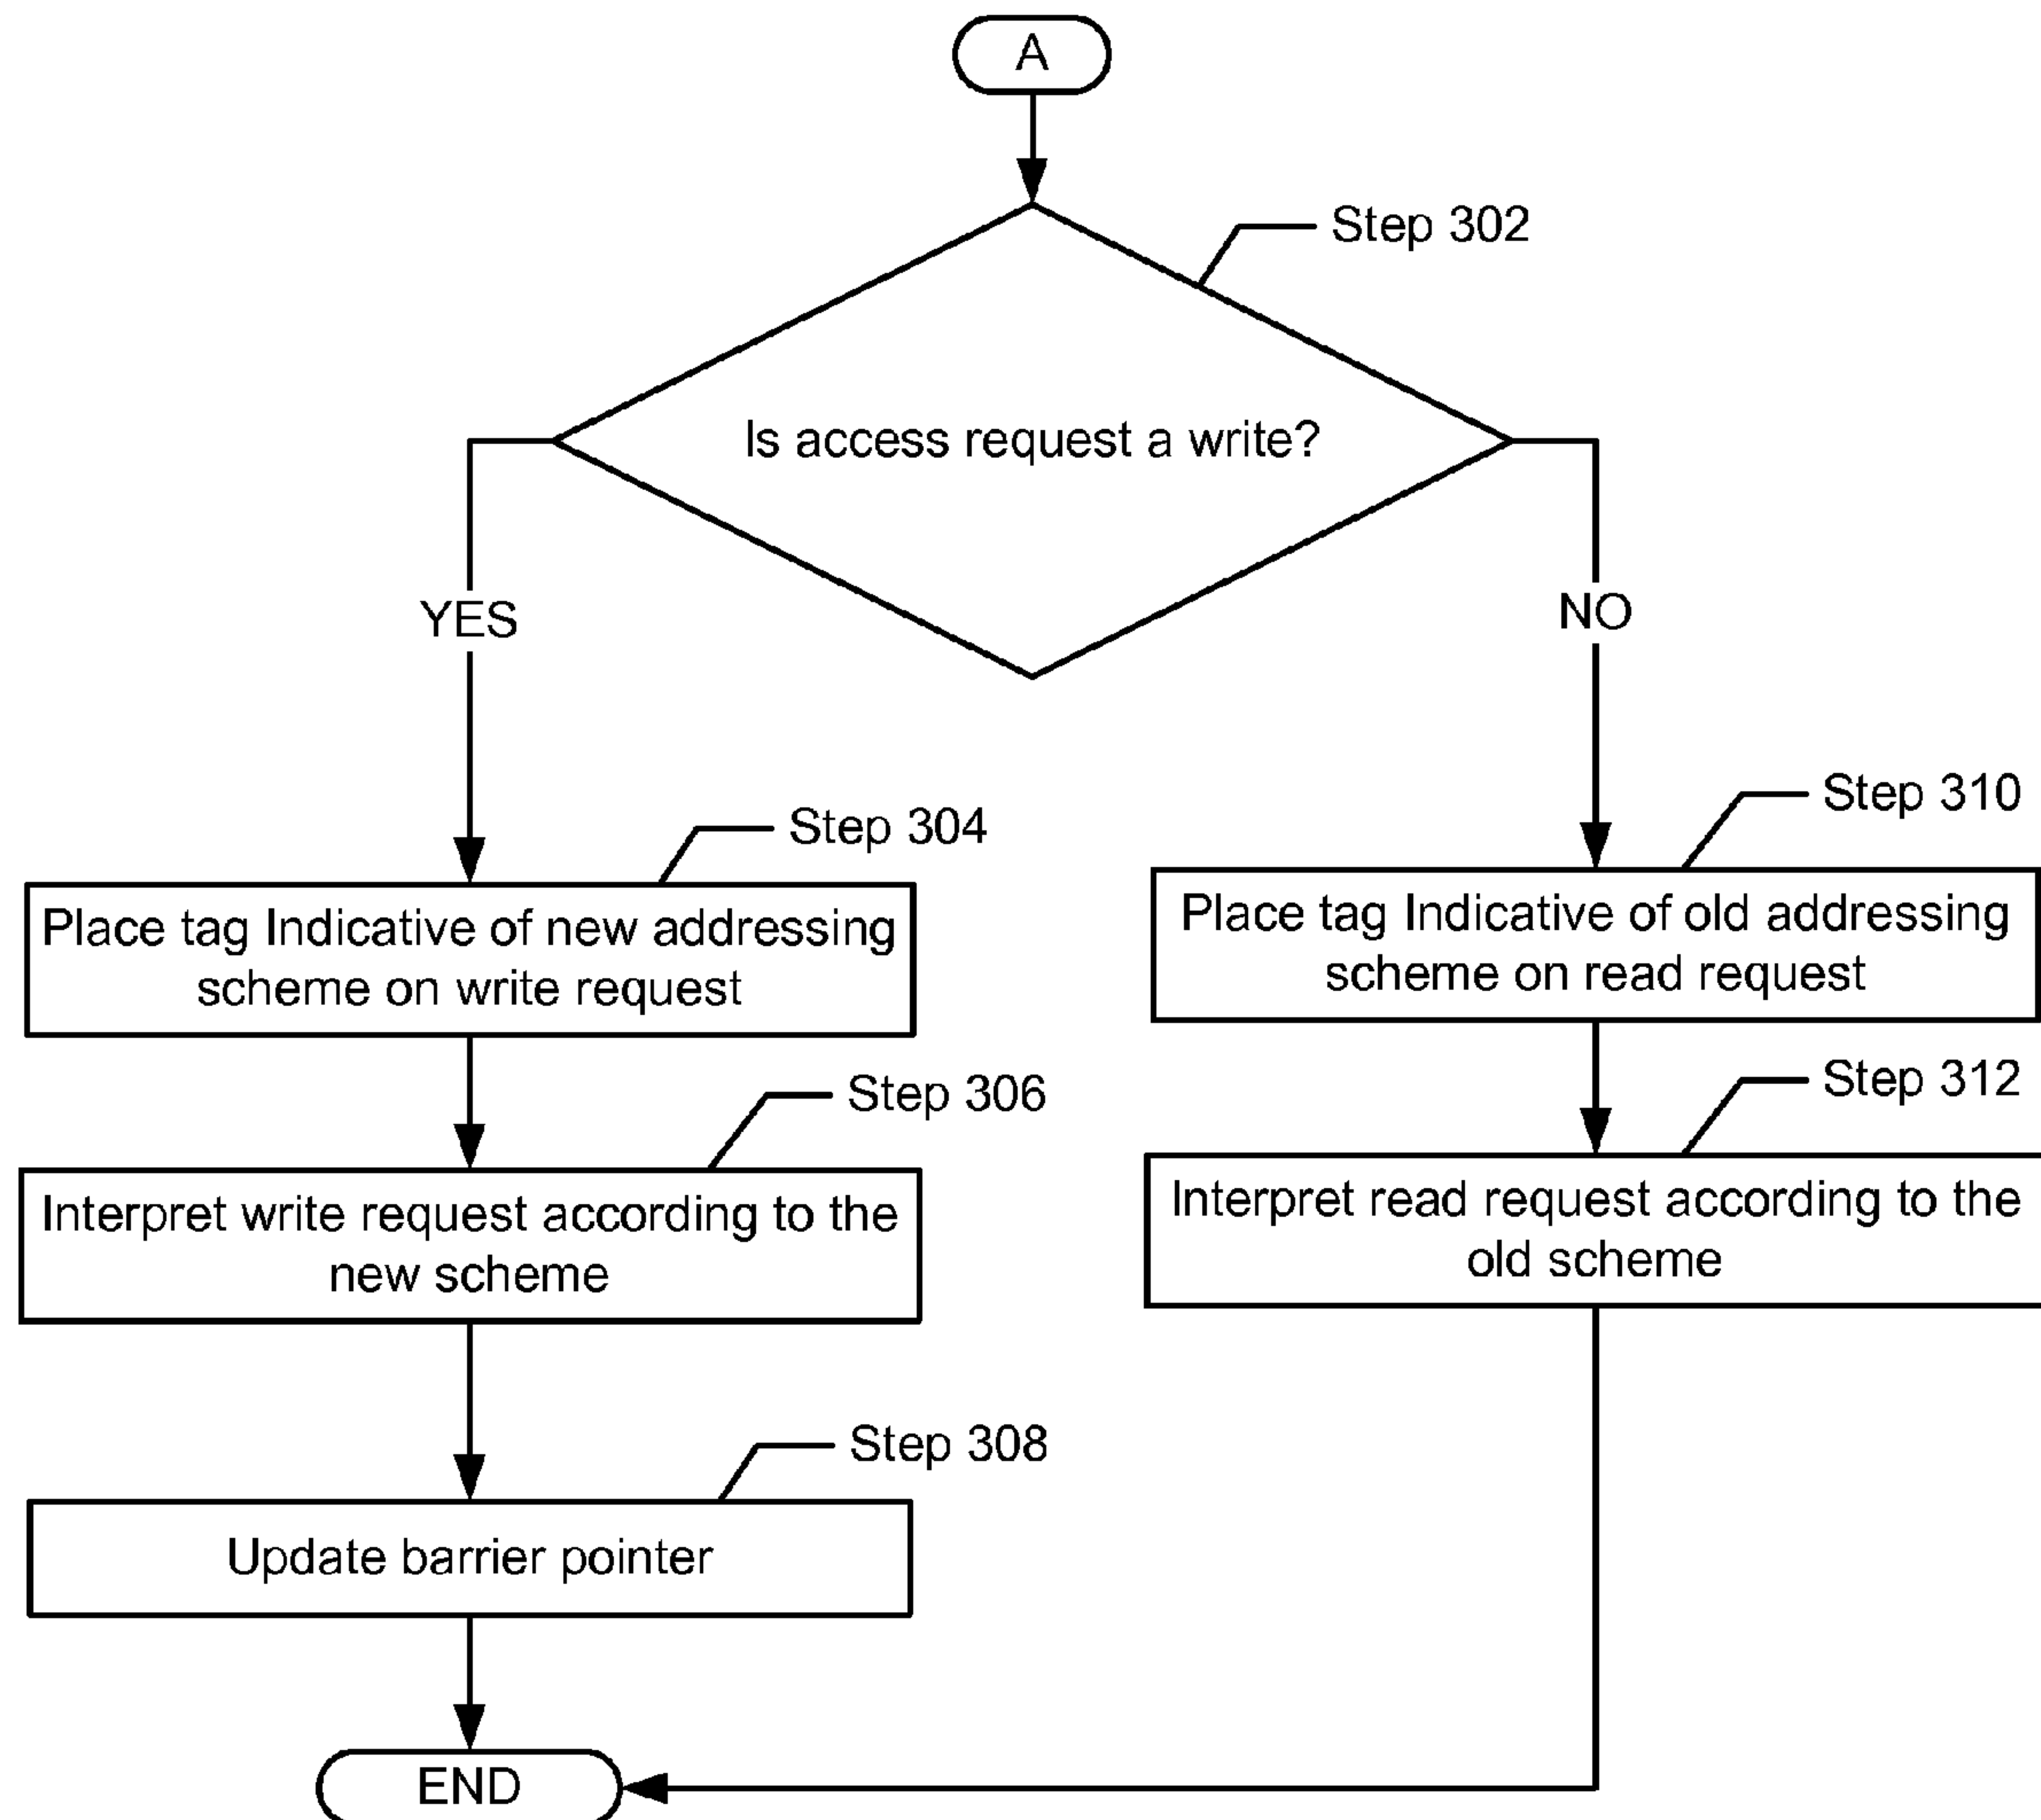 A
Step 302
Is access request a write?
YES
NO
Step 304
Place tag Indicative of new addressing
scheme on write request
Step 306
Interpret write request according to the
new scheme
Step 308
Update barrier pointer
Step 310
Place tag Indicative of old addressing
scheme on read request
Step 312
Interpret read request according to the
old scheme
END